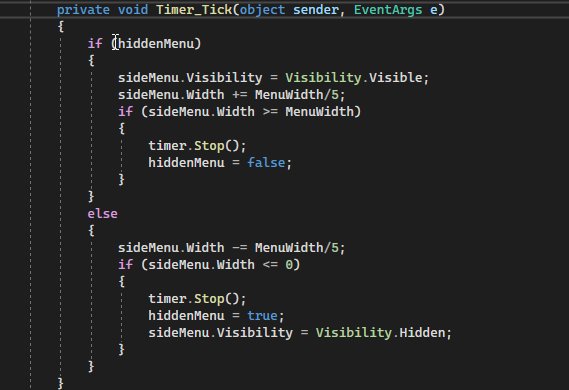 private void Timer_Tick(object sender, EventArgs e)
{
if (hiddenMenu)
{
sideMenu.Visibility = Visibility.Visible;
sideMenu.Width += MenuWidth/5;
if (sideMenu.Width >= MenuWidth)
{
timer.Stop();
hiddenMenu = false;
}
}
else
{
sideMenu.Width -= MenuWidth/5;
if (sideMenu.Width <= 0)
{
timer.Stop();
hiddenMenu = true;
sideMenu.Visibility = Visibility.Hidden;
}
}
}